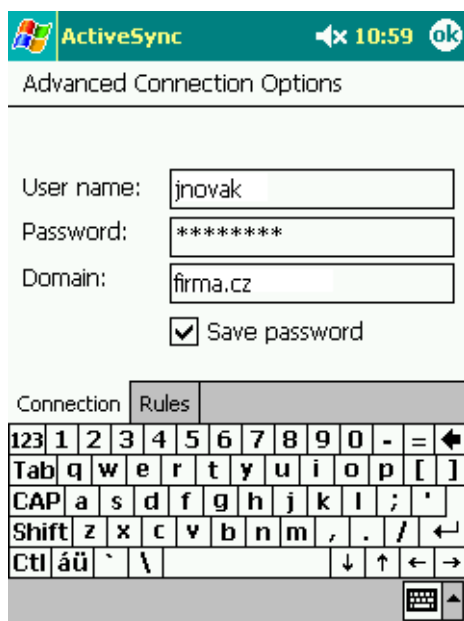 ActiveSync 10:59 ok
Advanced Connection Options
User name: jnovak
Password: ********
Domain: firma.cz
Save password
Connection Rules
123 1 2 3 4 5 6 7 8 9 0 - =
Tab q w e r t y u i o p [ ]
CAP a s d f g h j k l ; '
Shift z x c v b n m , . /
Ctl áü ` \